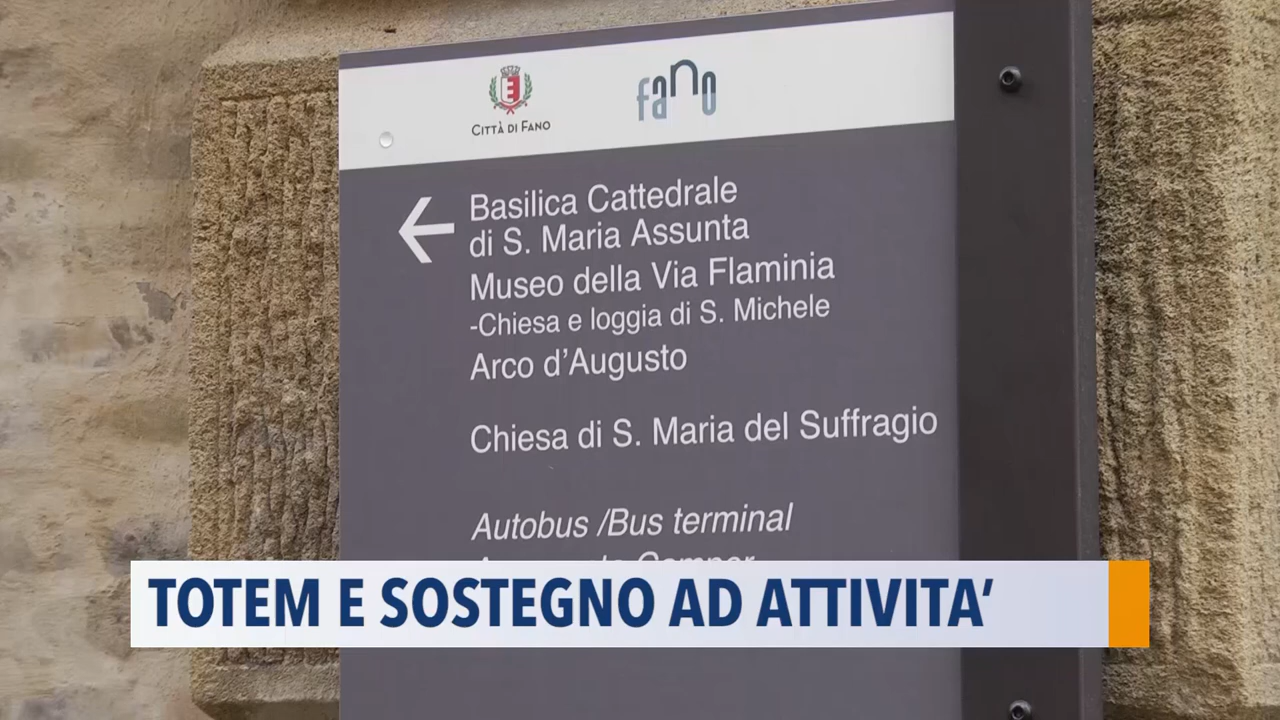 CITTÀ DI FANO
fano
Basilica Cattedrale
di S. Maria Assunta
Museo della Via Flaminia
-Chiesa e loggia di S. Michele
Arco d'Augusto
Chiesa di S. Maria del Suffragio
Autobus /Bus terminal
TOTEM E SOSTEGNO AD ATTIVITA'